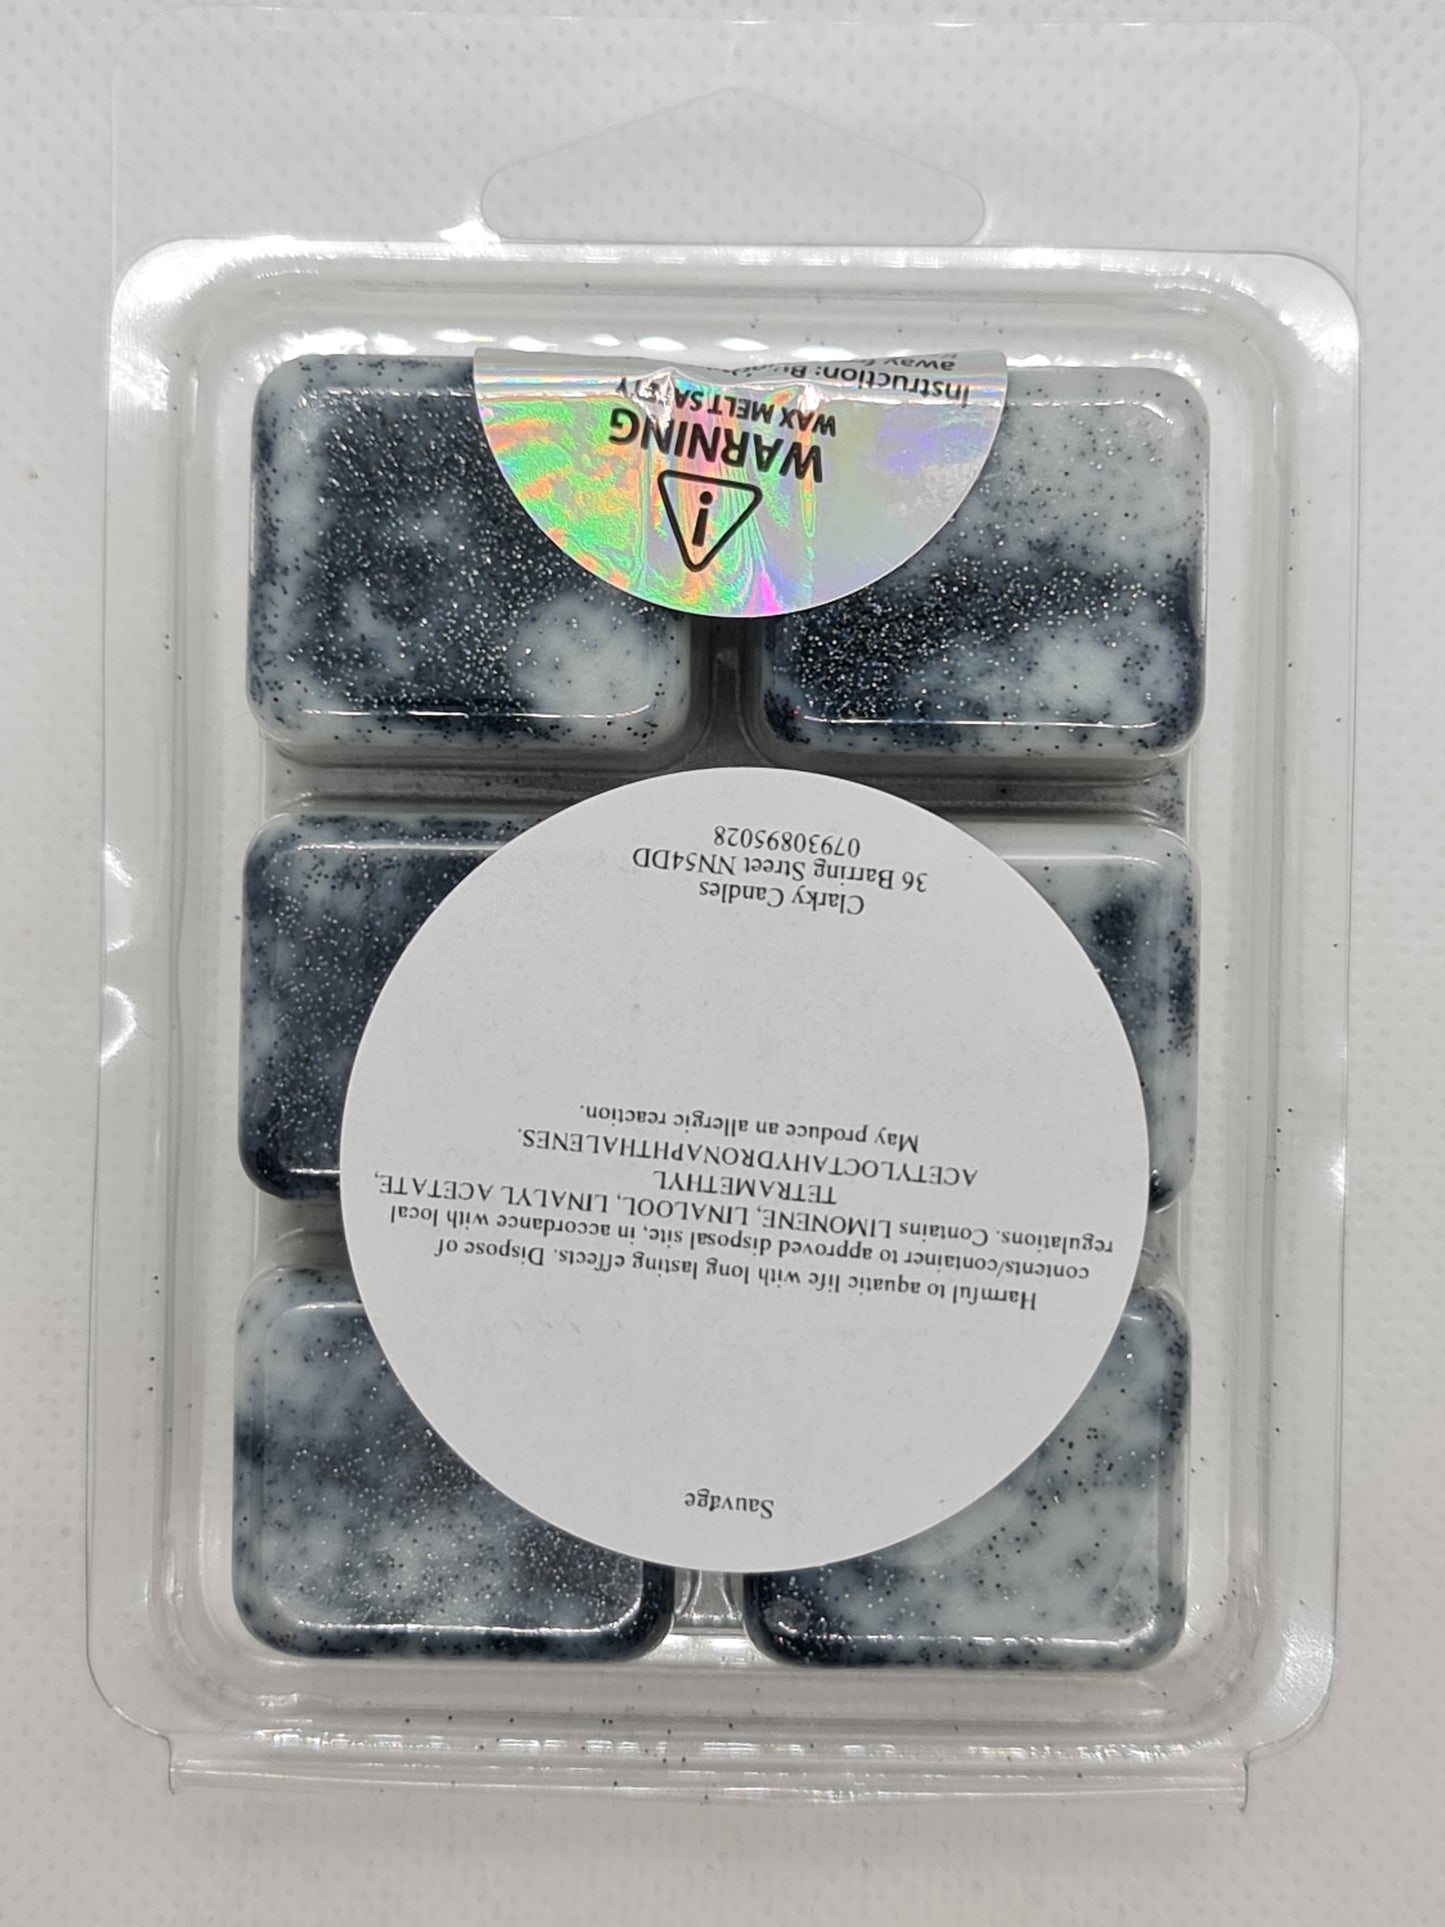 Sauvage
Harmful to aquatic life with long lasting effects. Dispose of
contents/container to approved disposal site, in accordance with local
regulations. Contains LIMONENE, LINALOOL, LINALYL ACETATE,
TETRAMETHYL
ACETYLOCTAHYDRONAPHTHALENES.
May produce an allergic reaction.
Clarky Candles
36 Barring Street NN54DD
07930895028
i
WARNING
WAX MELT SAFETY
Instruction:
away